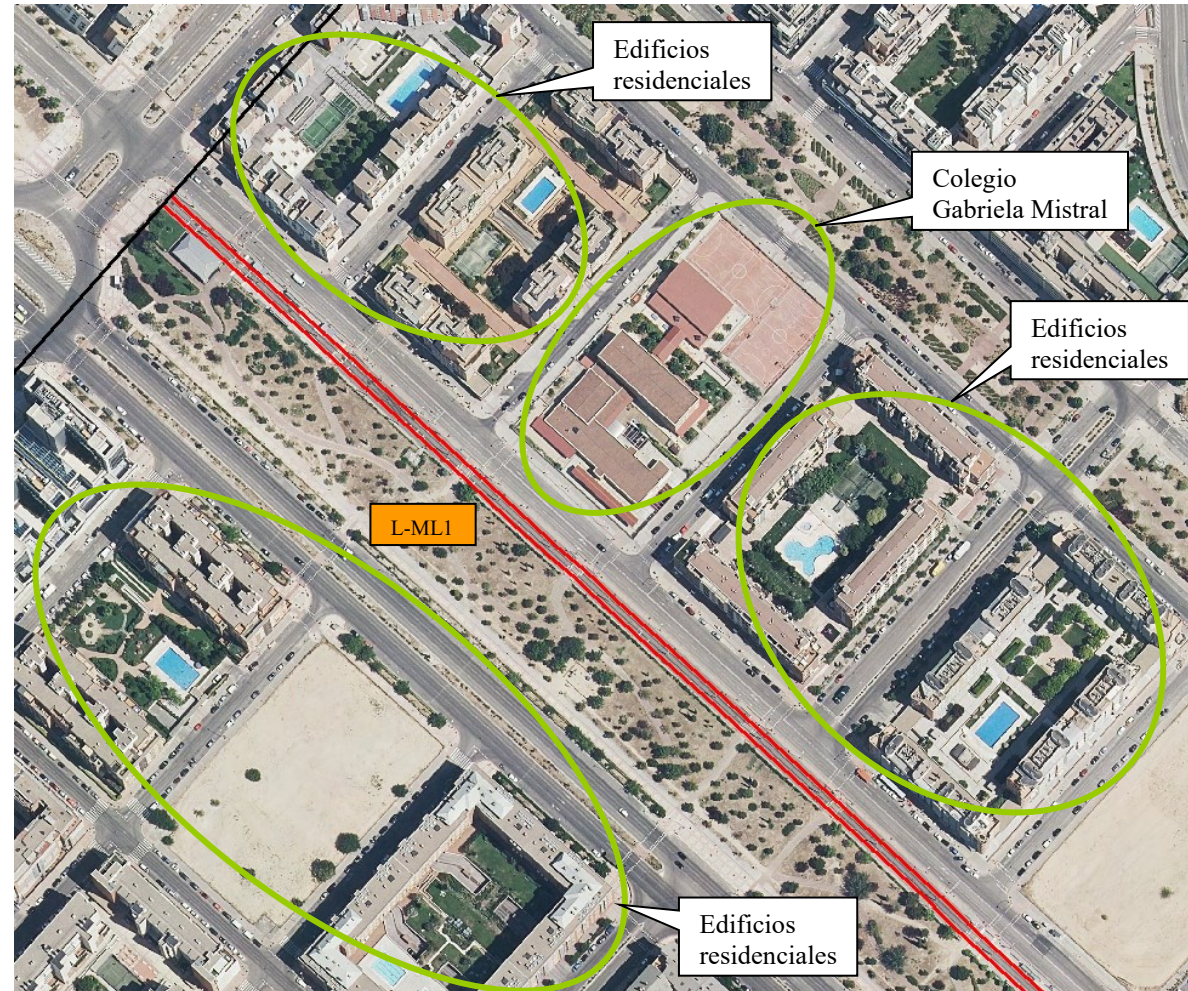 Edificios
residenciales
Colegio
Gabriela Mistral
Edificios
residenciales
L-ML1
Edificios
residenciales